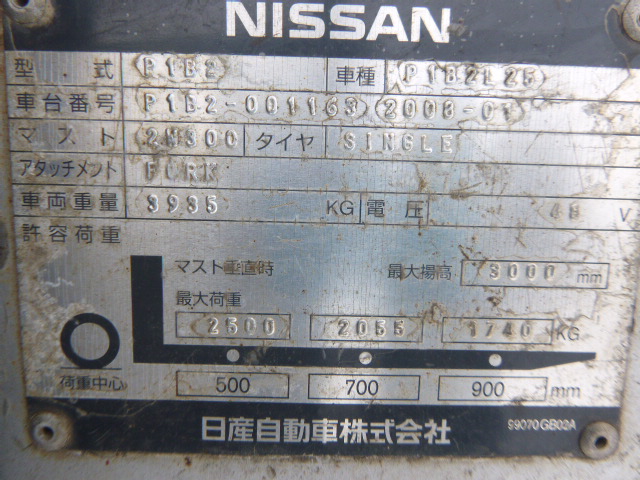 NISSAN
型・式 P1B2 車種 P1B2L25
車台番号 P1B2-001163 (2008-01)
マスト 2W300 タイヤ SINGLE
アタッチメント FORK
車両重量 3935 KG 電圧 48 V
許容荷重
マスト垂直時 最大揚高 3000 mm
最大荷重
2500 2055 1740 KG
荷重中心 500 700 900 mm
日産自動車株式会社 99070GB02A